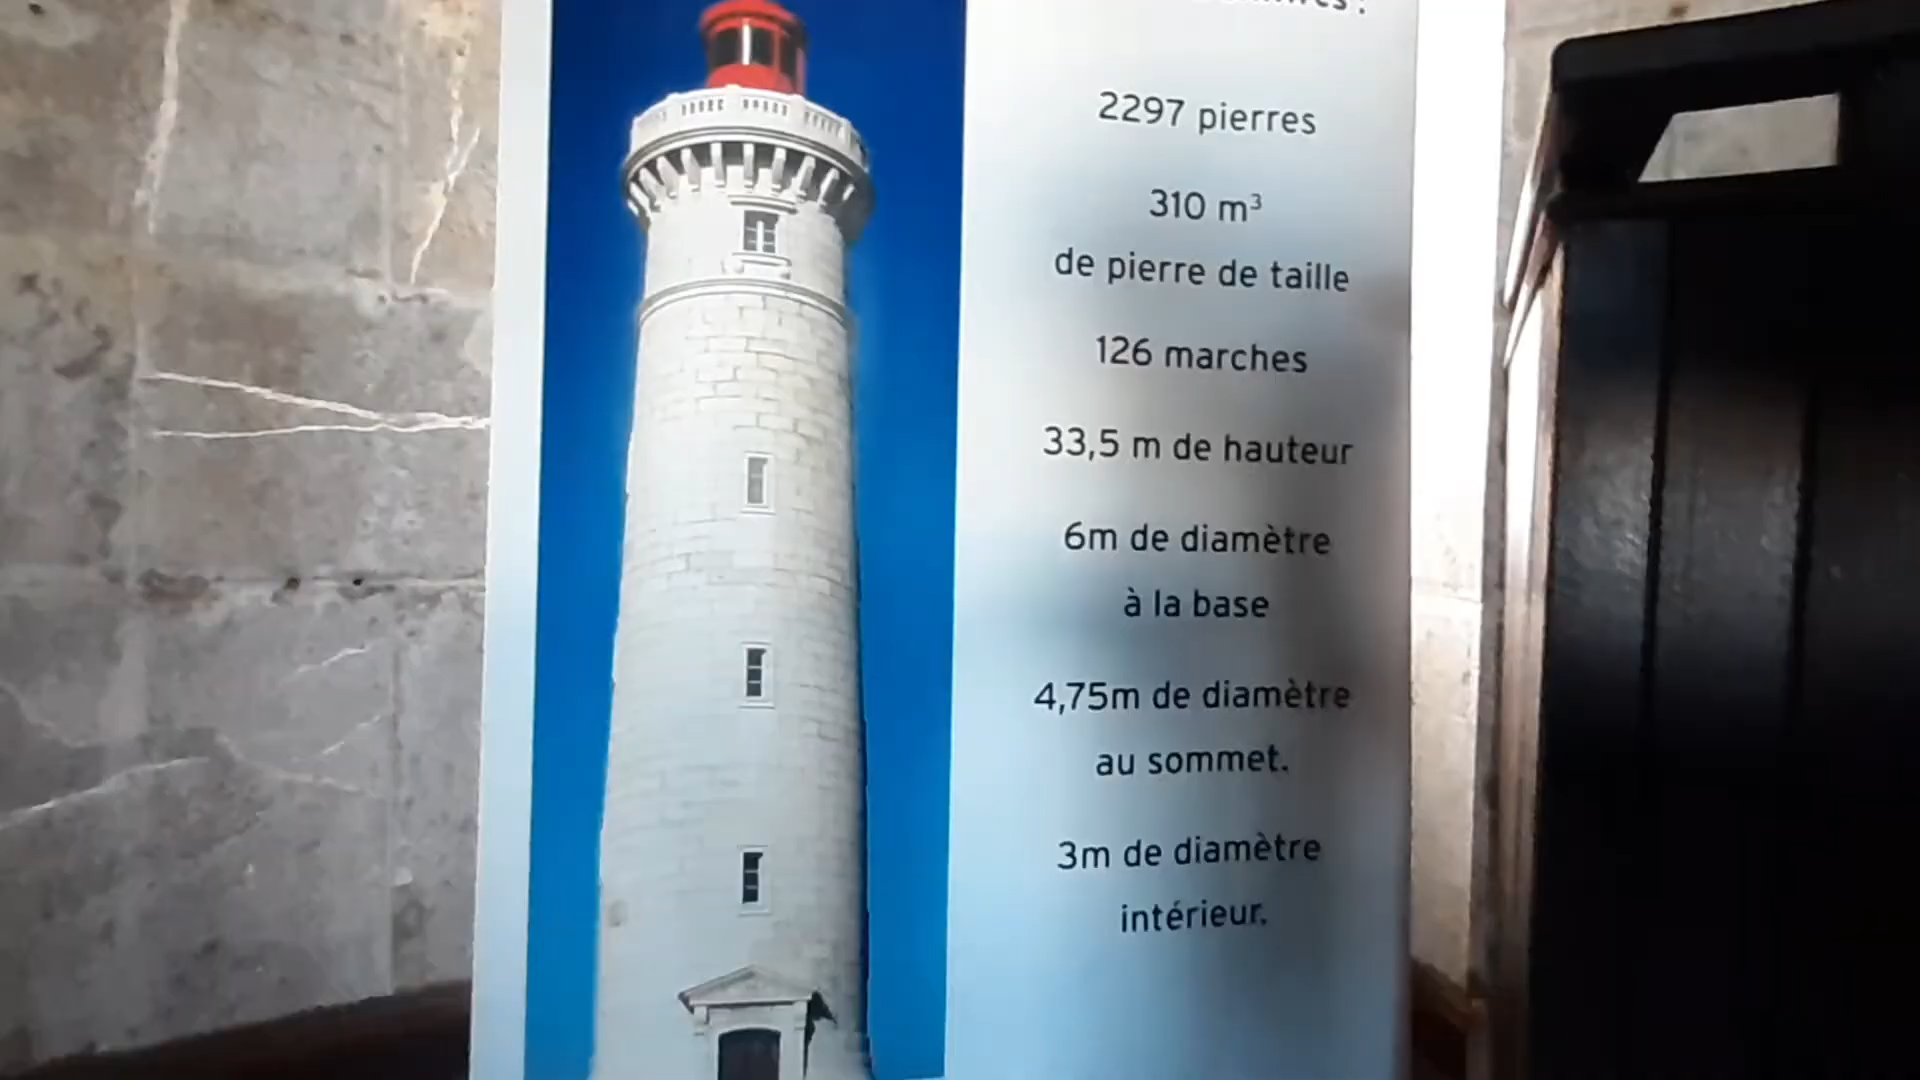 2297 pierres
310 m³
de pierre de taille
126 marches
33,5 m de hauteur
6m de diamètre
à la base
4,75m de diamètre
au sommet.
3m de diamètre
intérieur.